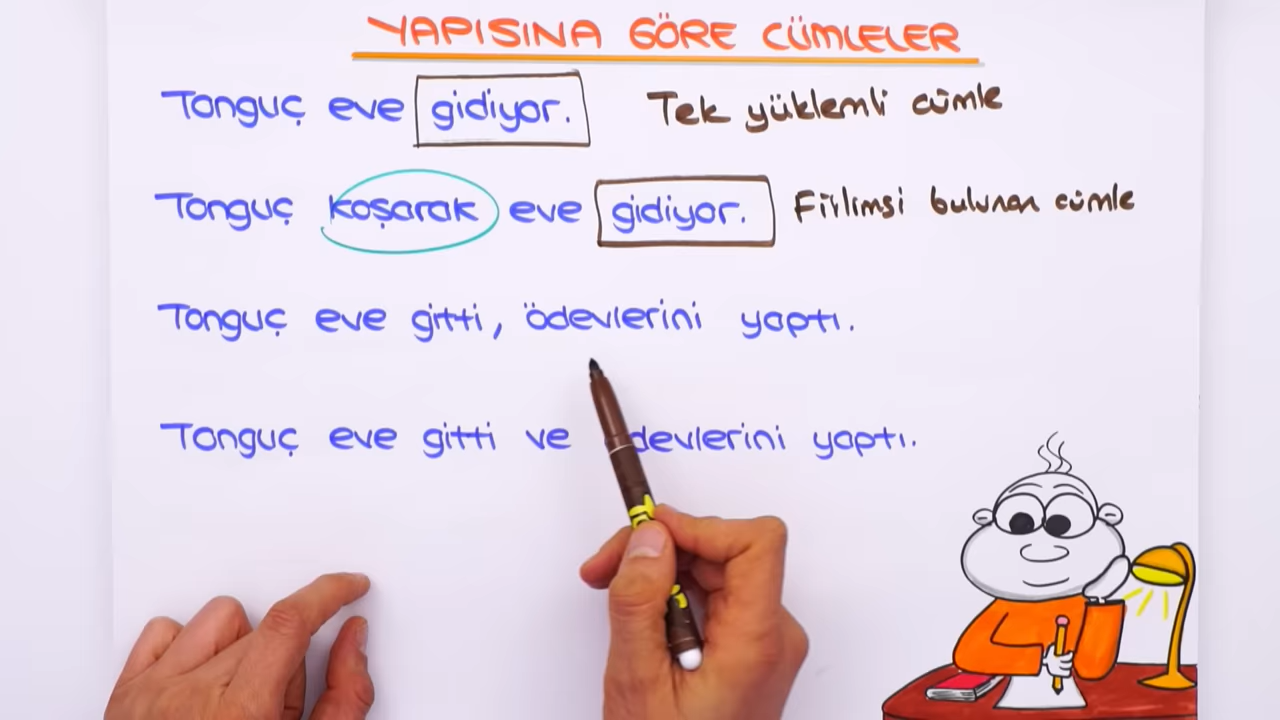 YAPISINA GÖRE CÜMLELER
Tonguç eve gidiyor. Tek yüklemli cümle
Tonguç koşarak eve gidiyor. Fiilimsi bulunan cümle
Tonguç eve gitti, ödevlerini yaptı.
Tonguç eve gitti ve devlerini yaptı.